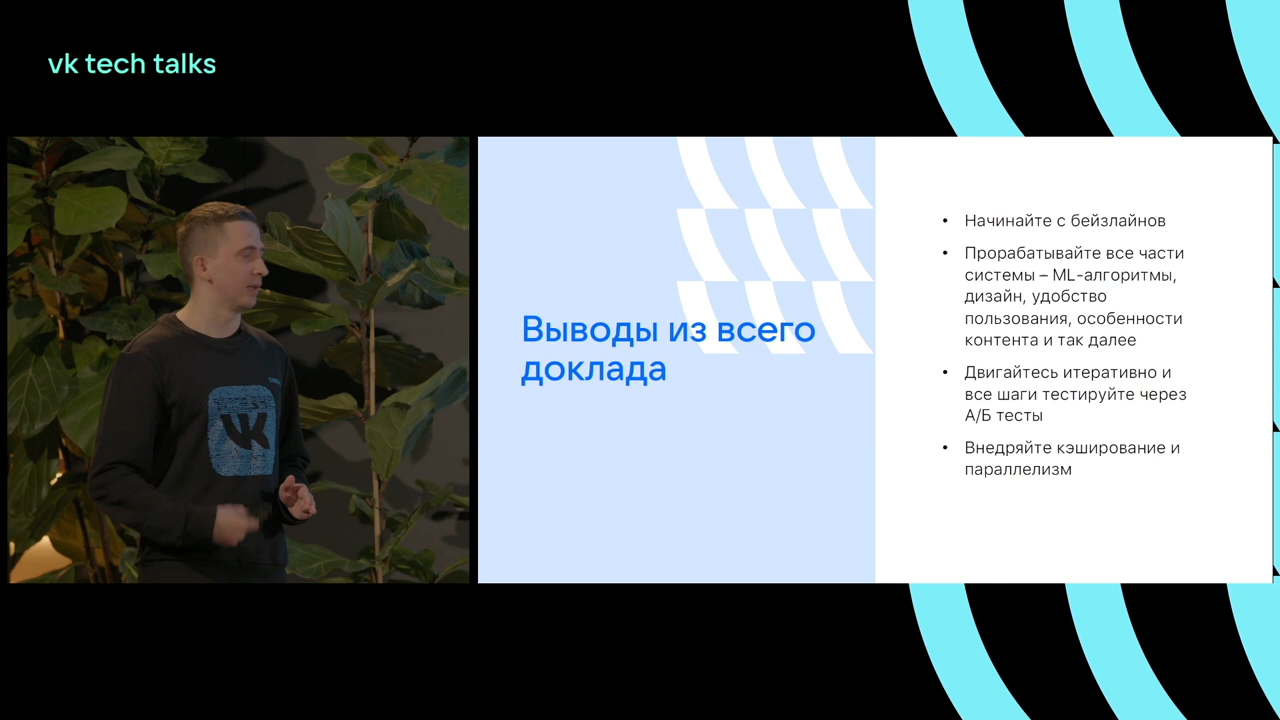 vk tech talks
Выводы из всего
доклада
• Начинайте с бейзлайнов
• Прорабатывайте все части
системы – ML-алгоритмы,
дизайн, удобство
пользования, особенности
контента и так далее
• Двигайтесь итеративно и
все шаги тестируйте через
А/Б тесты
• Внедряйте кэширование и
параллелизм